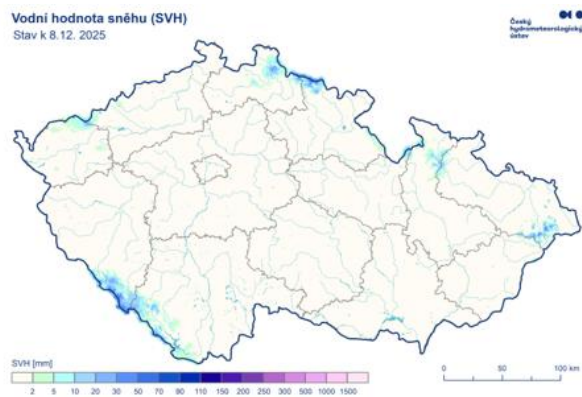 Vodní hodnota sněhu (SVH)
Stav k 8.12. 2025
Český
hydrometeorologický
ústav
SVH [mm]
2 5 10 20 30 50 70 90 110 150 200 250 300 500 1000 1500
0 50 100 km